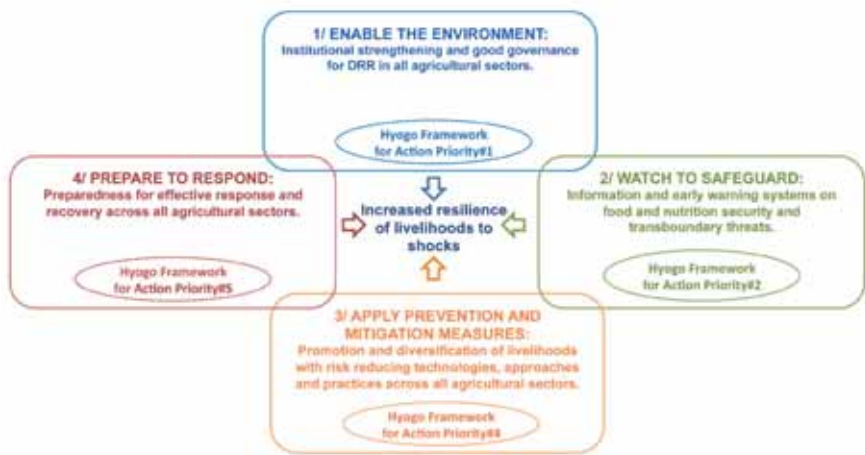 1/ ENABLE THE ENVIRONMENT:
Institutional strengthening and good governance
for DRR in all agricultural sectors.
Hyogo Framework
for Action Priority#1
4/ PREPARE TO RESPOND:
Preparedness for effective response and
recovery across all agricultural sectors.
Hyogo Framework
for Action Priority#5
Increased resilience
of livelihoods to
shocks
2/ WATCH TO SAFEGUARD:
Information and early warning systems on
food and nutrition security and
transboundary threats.
Hyogo Framework
for Action Priority#2
3/ APPLY PREVENTION AND
MITIGATION MEASURES:
Promotion and diversification of livelihoods
with risk reducing technologies, approaches
and practices across all agricultural sectors.
Hyogo Framework
for Action Priority#4